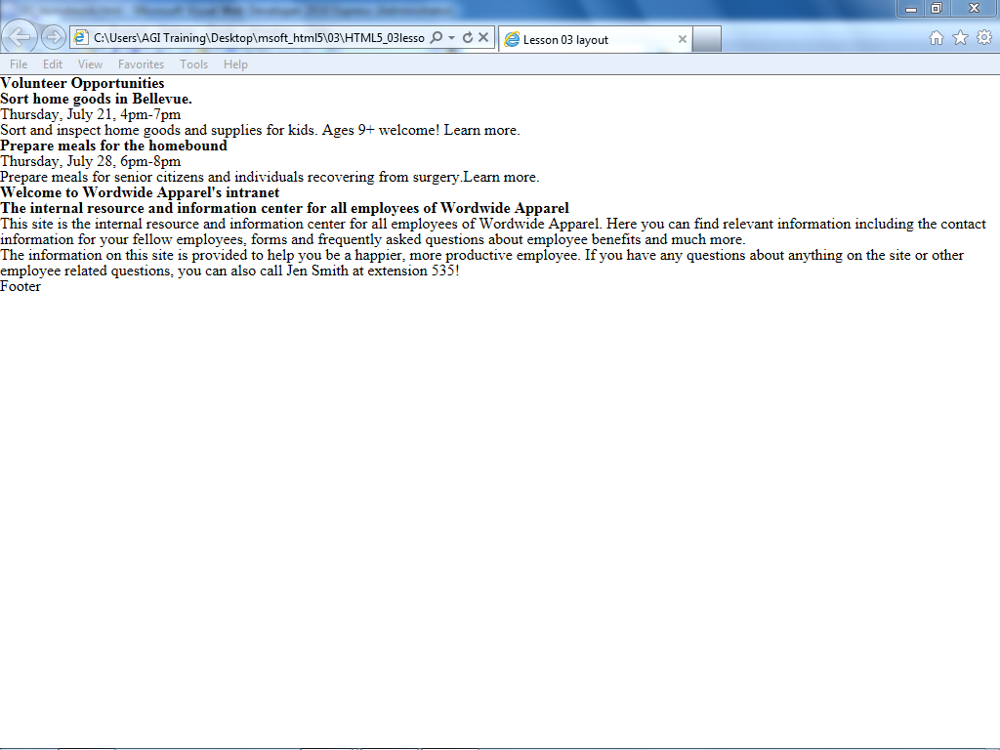 C:\Users\AGI Training\Desktop\msoft_html5\03\HTML5_03lesso
Lesson 03 layout
File Edit View Favorites Tools Help
Volunteer Opportunities
Sort home goods in Bellevue.
Thursday, July 21, 4pm-7pm
Sort and inspect home goods and supplies for kids. Ages 9+ welcome! Learn more.
Prepare meals for the homebound
Thursday, July 28, 6pm-8pm
Prepare meals for senior citizens and individuals recovering from surgery.Learn more.
Welcome to Wordwide Apparel's intranet
The internal resource and information center for all employees of Wordwide Apparel
This site is the internal resource and information center for all employees of Wordwide Apparel. Here you can find relevant information including the contact
information for your fellow employees, forms and frequently asked questions about employee benefits and much more.
The information on this site is provided to help you be a happier, more productive employee. If you have any questions about anything on the site or other
employee related questions, you can also call Jen Smith at extension 535!
Footer